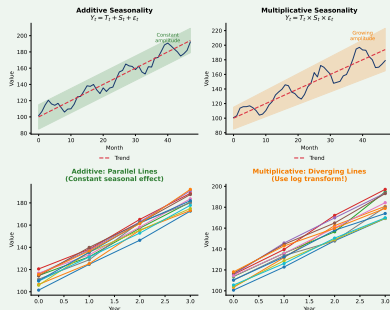 Additive Seasonality
Yₜ = Tₜ + Sₜ + εₜ
Constant
amplitude
Value
80
100
120
140
160
180
200
0
10
20
30
40
Month
Trend
Multiplicative Seasonality
Yₜ = Tₜ × Sₜ × εₜ
Growing
amplitude
Value
80
100
120
140
160
180
200
220
0
10
20
30
40
Month
Trend
Additive: Parallel Lines
(Constant seasonal effect)
Value
100
120
140
160
180
0.0
0.5
1.0
1.5
2.0
2.5
3.0
Year
Multiplicative: Diverging Lines
(Use log transform!)
Value
100
120
140
160
180
200
0.0
0.5
1.0
1.5
2.0
2.5
3.0
Year